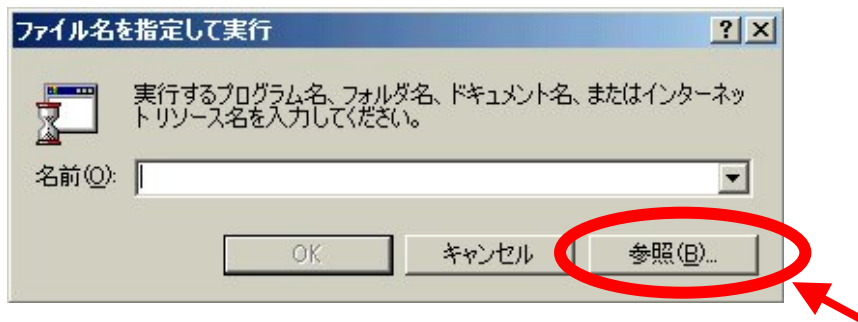 ファイル名を指定して実行
実行するプログラム名、フォルダ名、ドキュメント名、またはインターネッ
トリソース名を入力してください。
名前(O):
OK キャンセル 参照(B)...